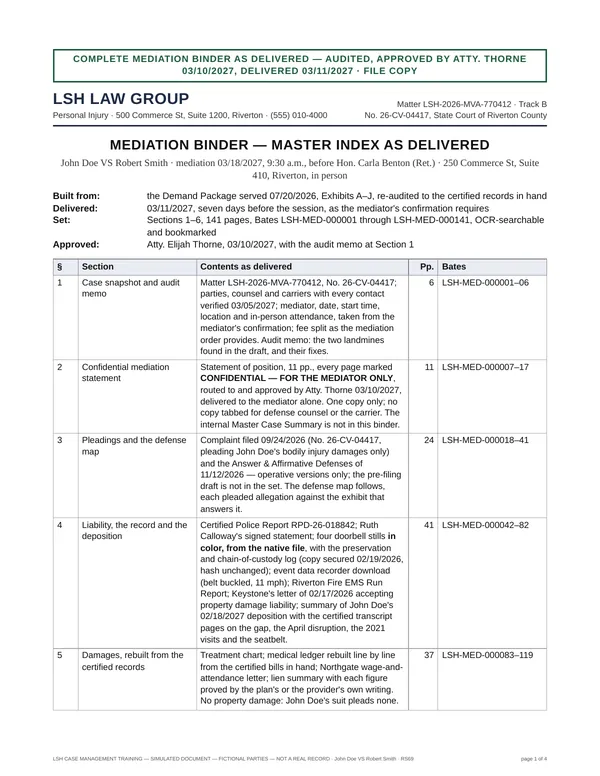 COMPLETE MEDIATION BINDER AS DELIVERED — AUDITED, APPROVED BY ATTY. THORNE
03/10/2027, DELIVERED 03/11/2027 · FILE COPY
LSH LAW GROUP
Personal Injury · 500 Commerce St, Suite 1200, Riverton · (555) 010-4000
Matter LSH-2026-MVA-770412 · Track B
No. 26-CV-04417, State Court of Riverton County
MEDIATION BINDER — MASTER INDEX AS DELIVERED
John Doe VS Robert Smith · mediation 03/18/2027, 9:30 a.m., before Hon. Carla Benton (Ret.) · 250 Commerce St, Suite
410, Riverton, in person
Built from: the Demand Package served 07/20/2026, Exhibits A–J, re-audited to the certified records in hand
Delivered: 03/11/2027, seven days before the session, as the mediator's confirmation requires
Set: Sections 1–6, 141 pages, Bates LSH-MED-000001 through LSH-MED-000141, OCR-searchable
and bookmarked
Approved: Atty. Elijah Thorne, 03/10/2027, with the audit memo at Section 1
§ Section Contents as delivered Pp. Bates
1 Case snapshot and audit
memo
Matter LSH-2026-MVA-770412, No. 26-CV-04417;
parties, counsel and carriers with every contact
verified 03/05/2027; mediator, date, start time,
location and in-person attendance, taken from the
mediator's confirmation; fee split as the mediation
order provides. Audit memo: the two landmines
found in the draft, and their fixes.
6 LSH-MED-000001–06
2 Confidential mediation
statement
Statement of position, 11 pp., every page marked
CONFIDENTIAL — FOR THE MEDIATOR ONLY,
routed to and approved by Atty. Thorne 03/10/2027,
delivered to the mediator alone. One copy only; no
copy tabbed for defense counsel or the carrier. The
internal Master Case Summary is not in this binder.
11 LSH-MED-000007–17
3 Pleadings and the defense
map
Complaint filed 09/24/2026 (No. 26-CV-04417,
pleading John Doe's bodily injury damages only)
and the Answer & Affirmative Defenses of
11/12/2026 — operative versions only; the pre-filing
draft is not in the set. The defense map follows,
each pleaded allegation against the exhibit that
answers it.
24 LSH-MED-000018–41
4 Liability, the record and the
deposition
Certified Police Report RPD-26-018842; Ruth
Calloway's signed statement; four doorbell stills in
color, from the native file, with the preservation
and chain-of-custody log (copy secured 02/19/2026,
hash unchanged); event data recorder download
(belt buckled, 11 mph); Riverton Fire EMS Run
Report; Keystone's letter of 02/17/2026 accepting
property damage liability; summary of John Doe's
02/18/2027 deposition with the certified transcript
pages on the gap, the April disruption, the 2021
visits and the seatbelt.
41 LSH-MED-000042–82
5 Damages, rebuilt from the
certified records
Treatment chart; medical ledger rebuilt line by line
from the certified bills in hand; Northgate wage-and-
attendance letter; lien summary with each figure
proved by the plan's or the provider's own writing.
No property damage: John Doe's suit pleads none.
37 LSH-MED-000083–119
LSH CASE MANAGEMENT TRAINING — SIMULATED DOCUMENT — FICTIONAL PARTIES — NOT A REAL RECORD · John Doe VS Robert Smith · RS69
page 1 of 4